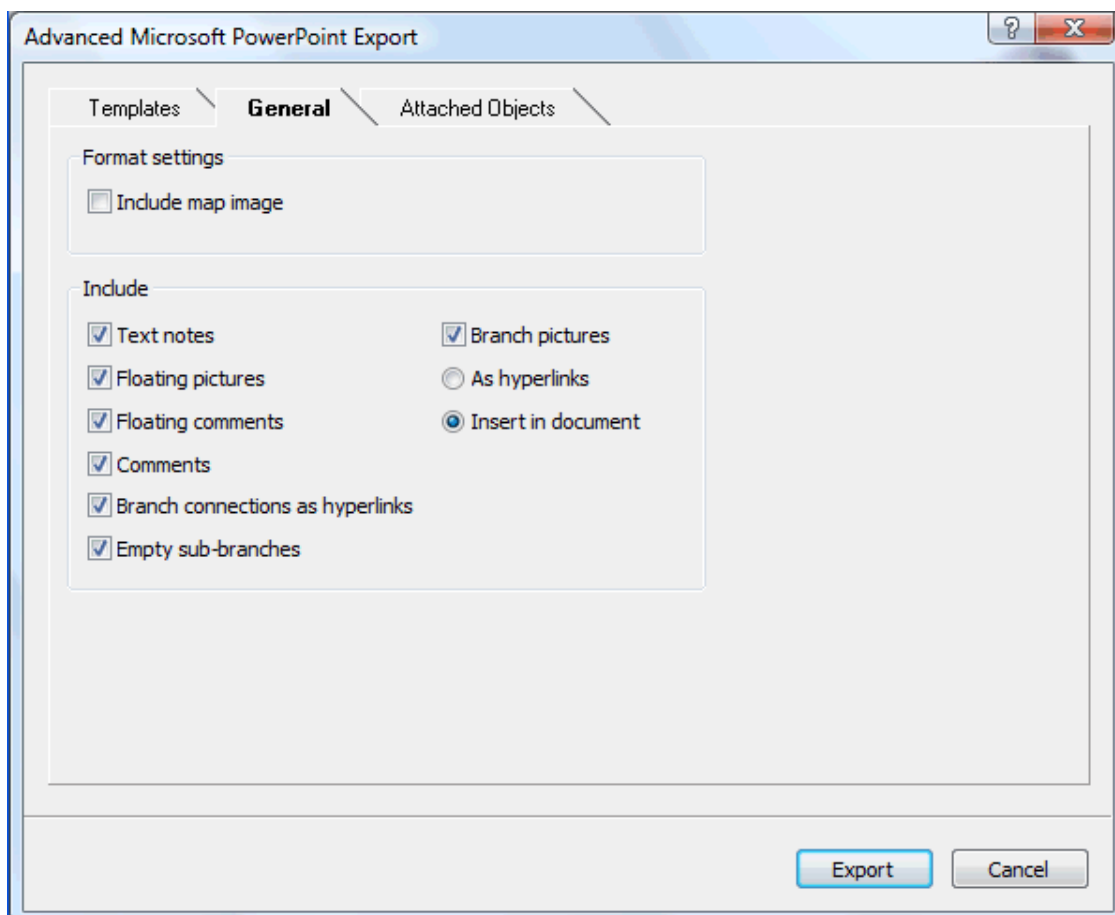 Advanced Microsoft PowerPoint Export
Templates General Attached Objects
Format settings
Include map image
Include
Text notes Branch pictures
Floating pictures As hyperlinks
Floating comments Insert in document
Comments
Branch connections as hyperlinks
Empty sub-branches
Export Cancel